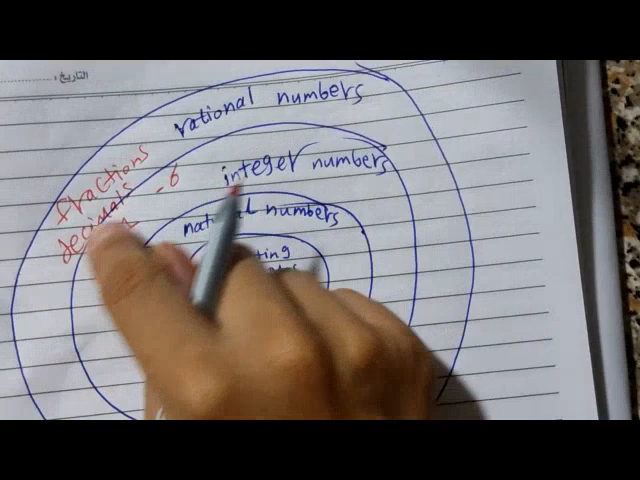 التاريخ:
rational numbers
integer numbers
fractions
decimals
-6
natural numbers